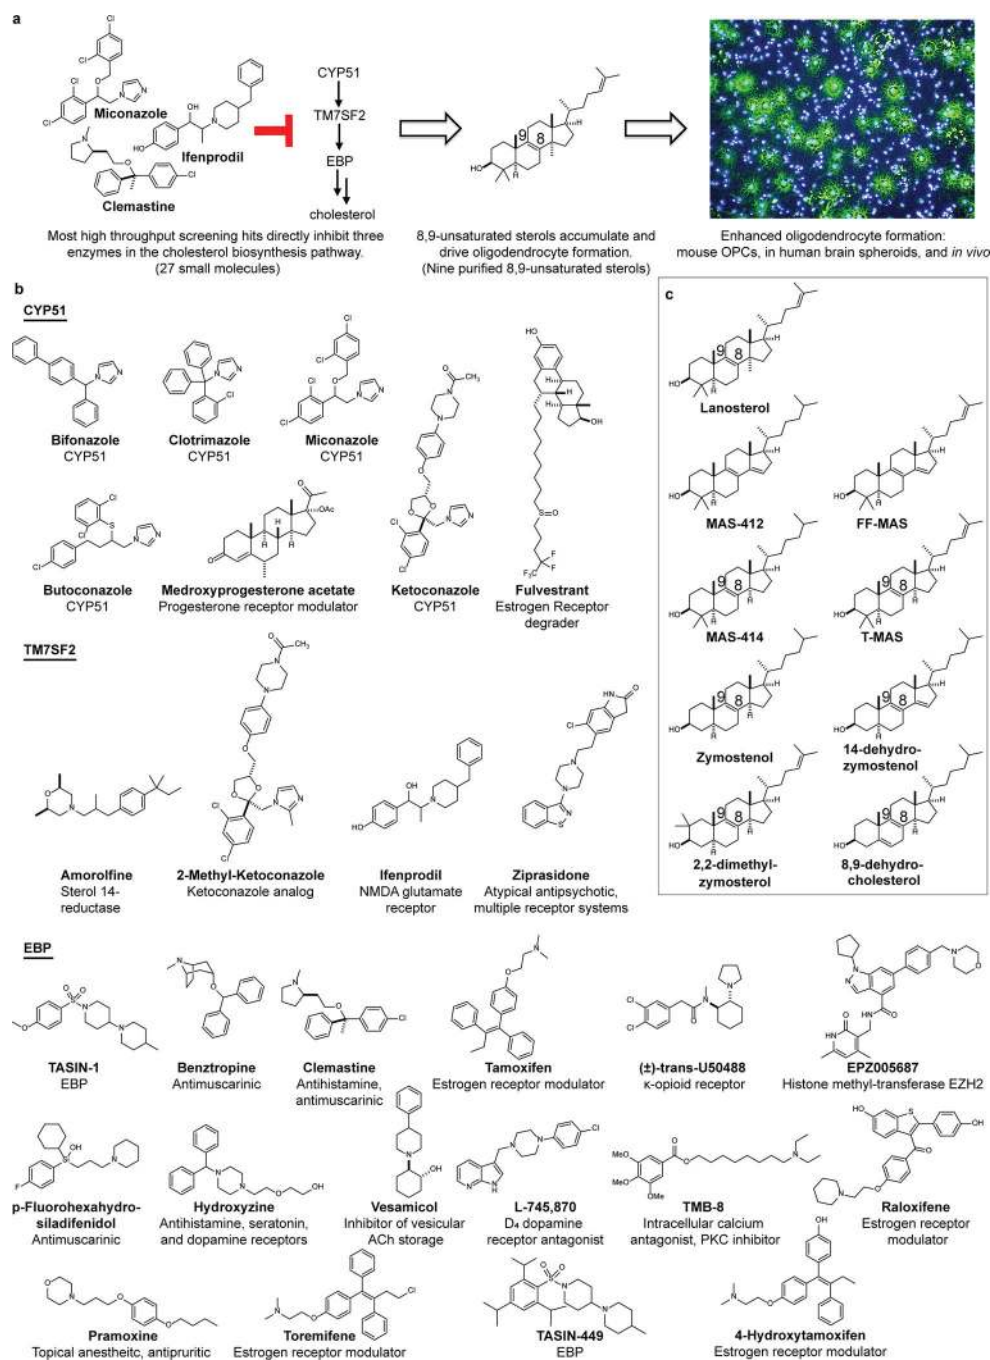 a
Miconazole
Ifenprodil
Clemastine
CYP51
TM7SF2
EBP
cholesterol
9 8
HO
H
Most high throughput screening hits directly inhibit three
enzymes in the cholesterol biosynthesis pathway.
(27 small molecules)
8,9-unsaturated sterols accumulate and
drive oligodendrocyte formation.
(Nine purified 8,9-unsaturated sterols)
Enhanced oligodendrocyte formation:
mouse OPCs, in human brain spheroids, and in vivo
b
CYP51
Bifonazole
CYP51
Clotrimazole
CYP51
Miconazole
CYP51
Butoconazole
CYP51
Medroxyprogesterone acetate
Progesterone receptor modulator
Ketoconazole
CYP51
Fulvestrant
Estrogen Receptor
degrader
TM7SF2
Amorolfine
Sterol 14-
reductase
2-Methyl-Ketoconazole
Ketoconazole analog
Ifenprodil
NMDA glutamate
receptor
Ziprasidone
Atypical antipsychotic,
multiple receptor systems
c
Lanosterol
MAS-412
FF-MAS
MAS-414
T-MAS
Zymostenol
14-dehydro-
zymostenol
2,2-dimethyl-
zymosterol
8,9-dehydro-
cholesterol
EBP
TASIN-1
EBP
Benztropine
Antimuscarinic
Clemastine
Antihistamine,
antimuscarinic
Tamoxifen
Estrogen receptor modulator
(±)-trans-U50488
κ-opioid receptor
EPZ005687
Histone methyl-transferase EZH2
p-Fluorohexahydro-
siladifenidol
Antimuscarinic
Hydroxyzine
Antihistamine, seratonin,
and dopamine receptors
Vesamicol
Inhibitor of vesicular
ACh storage
L-745,870
D₄ dopamine
receptor antagonist
TMB-8
Intracellular calcium
antagonist, PKC inhibitor
Raloxifene
Estrogen receptor
modulator
Pramoxine
Topical anestheitc, antipruritic
Toremifene
Estrogen receptor modulator
TASIN-449
EBP
4-Hydroxytamoxifen
Estrogen receptor modulator